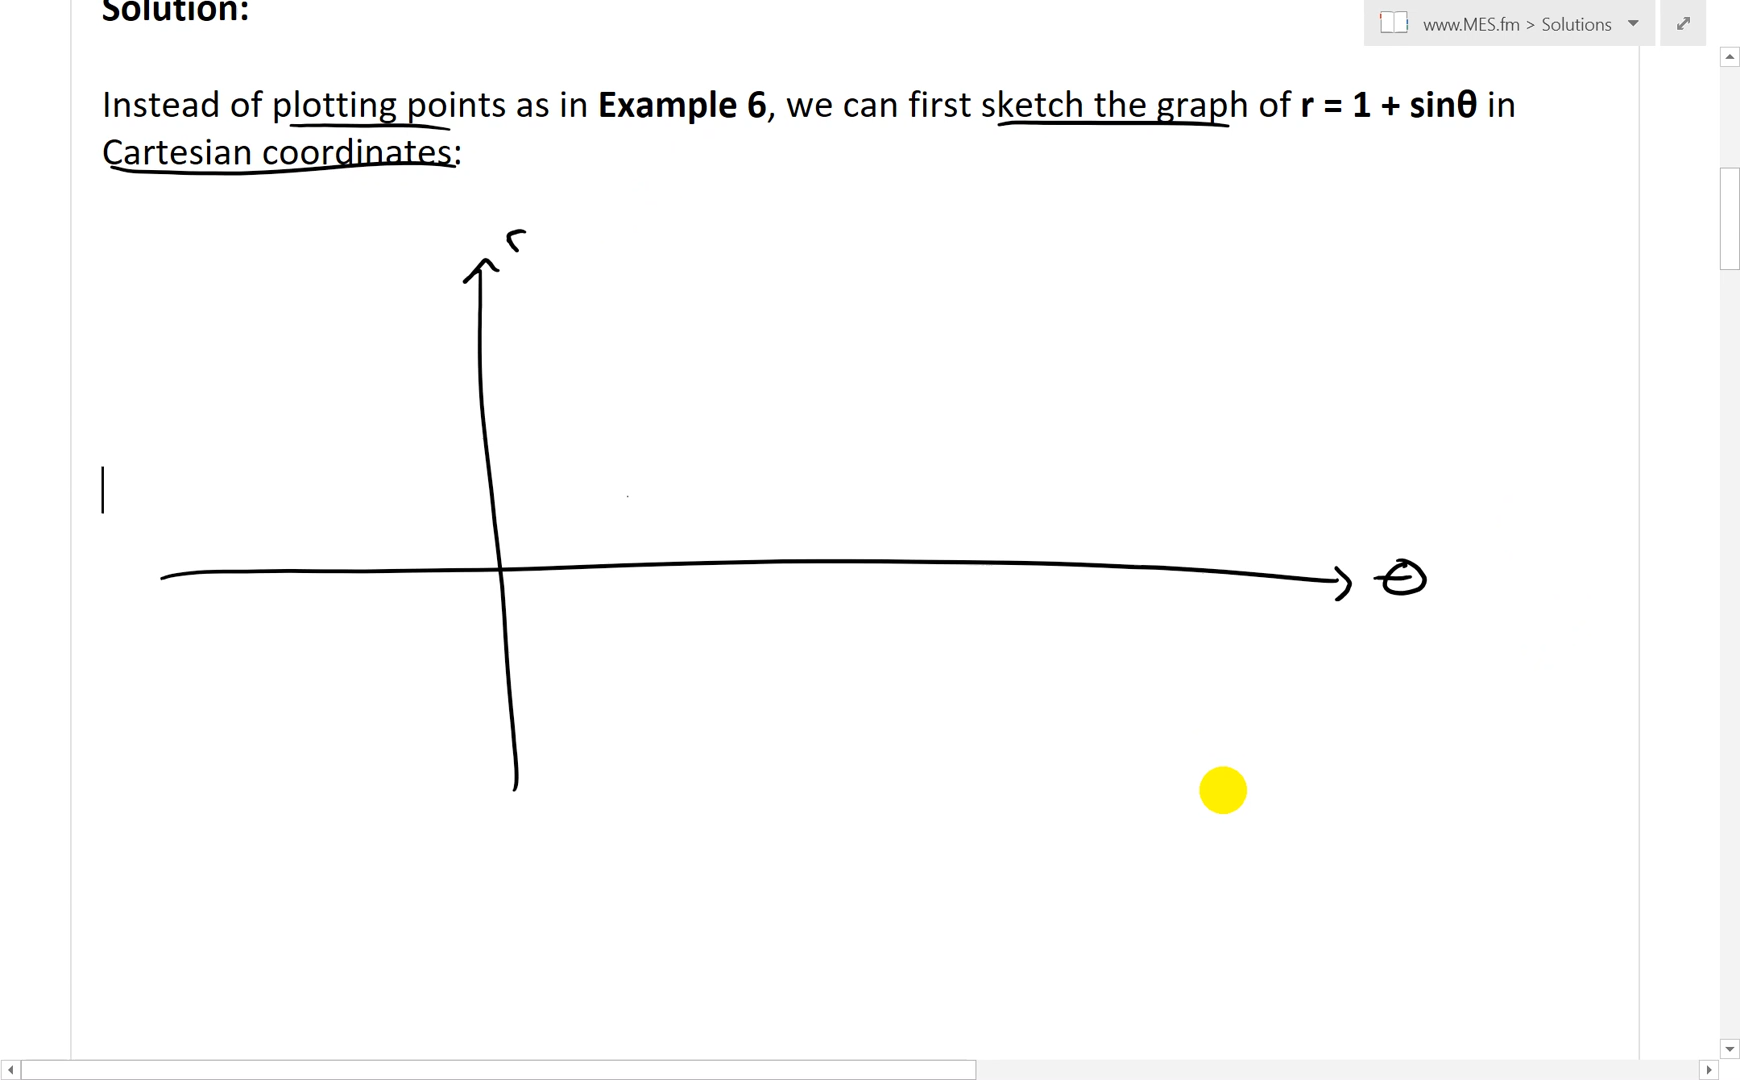 Solution:
www.MES.fm > Solutions
Instead of plotting points as in Example 6, we can first sketch the graph of r = 1 + sinθ in
Cartesian coordinates:
r
θ